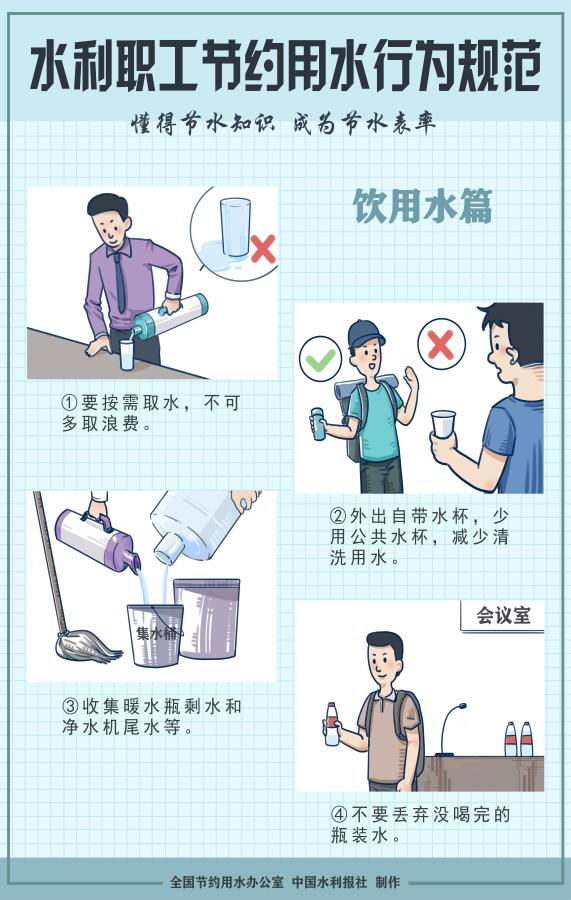 水利职工节约用水行为规范
懂得节水知识 成为节水表率
饮用水篇
①要按需取水，不可
多取浪费。
②外出自带水杯，少
用公共水杯，减少清
洗用水。
集水桶
③收集暖水瓶剩水和
净水机尾水等。
会议室
④不要丢弃没喝完的
瓶装水。
全国节约用水办公室 中国水利报社 制作